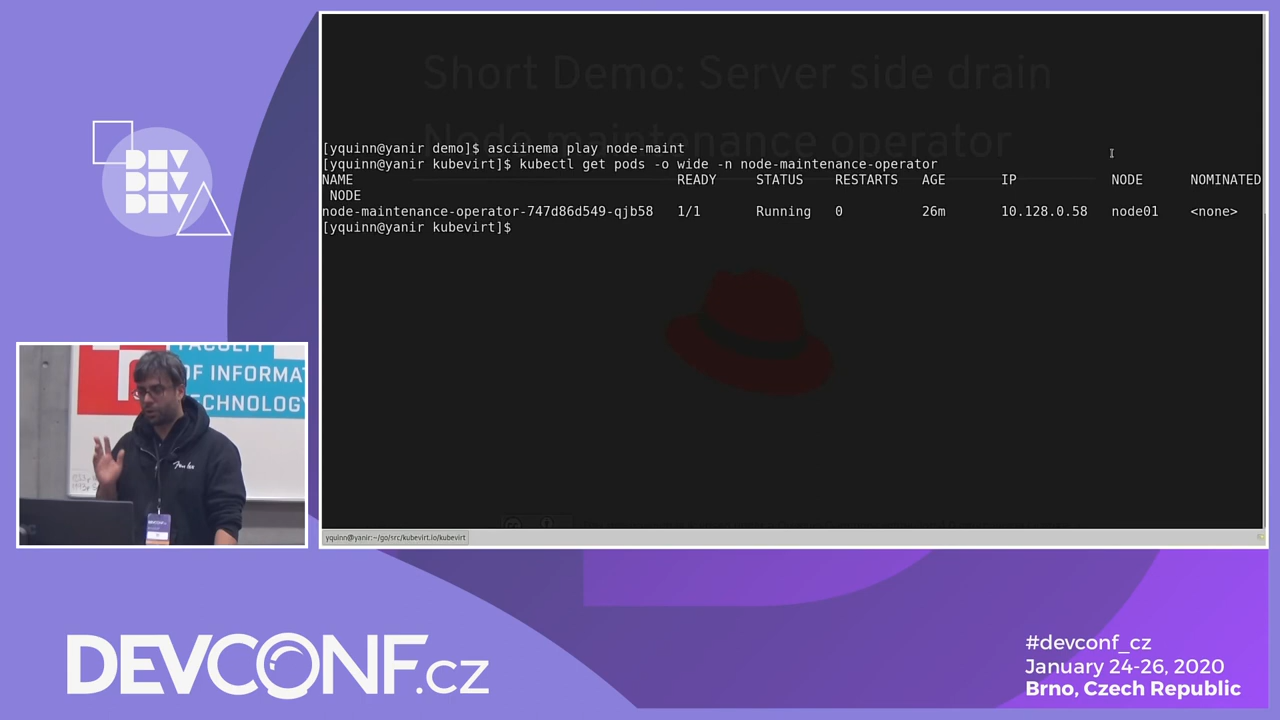 DEV
DEV
Short Demo: Server side drain
Node maintenance operator
[yquinn@yanir demo]$ asciinema play node-maint
[yquinn@yanir kubevirt]$ kubectl get pods -o wide -n node-maintenance-operator
NAME READY STATUS RESTARTS AGE IP NODE NOMINATED
NODE
node-maintenance-operator-747d86d549-qjb58 1/1 Running 0 26m 10.128.0.58 node01 <none>
[yquinn@yanir kubevirt]$
yquinn@yanir:~/go/src/kubevirt.io/kubevirt
FACULTY
OF INFORMAT
TECHNOLOGY
DEVCONF.cz
#devconf_cz
January 24-26, 2020
Brno, Czech Republic